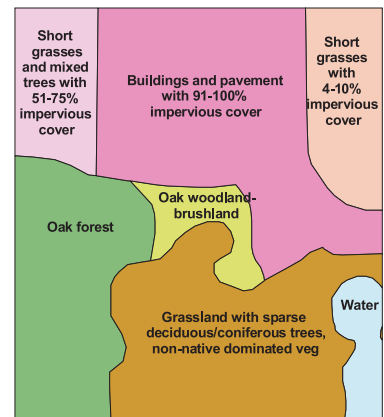 Short
grasses
and mixed
trees with
51-75%
impervious
cover
Buildings and pavement
with 91-100%
impervious cover
Short
grasses
with
4-10%
impervious
cover
Oak woodland-
brushland
Oak forest
Water
Grassland with sparse
deciduous/coniferous trees,
non-native dominated veg